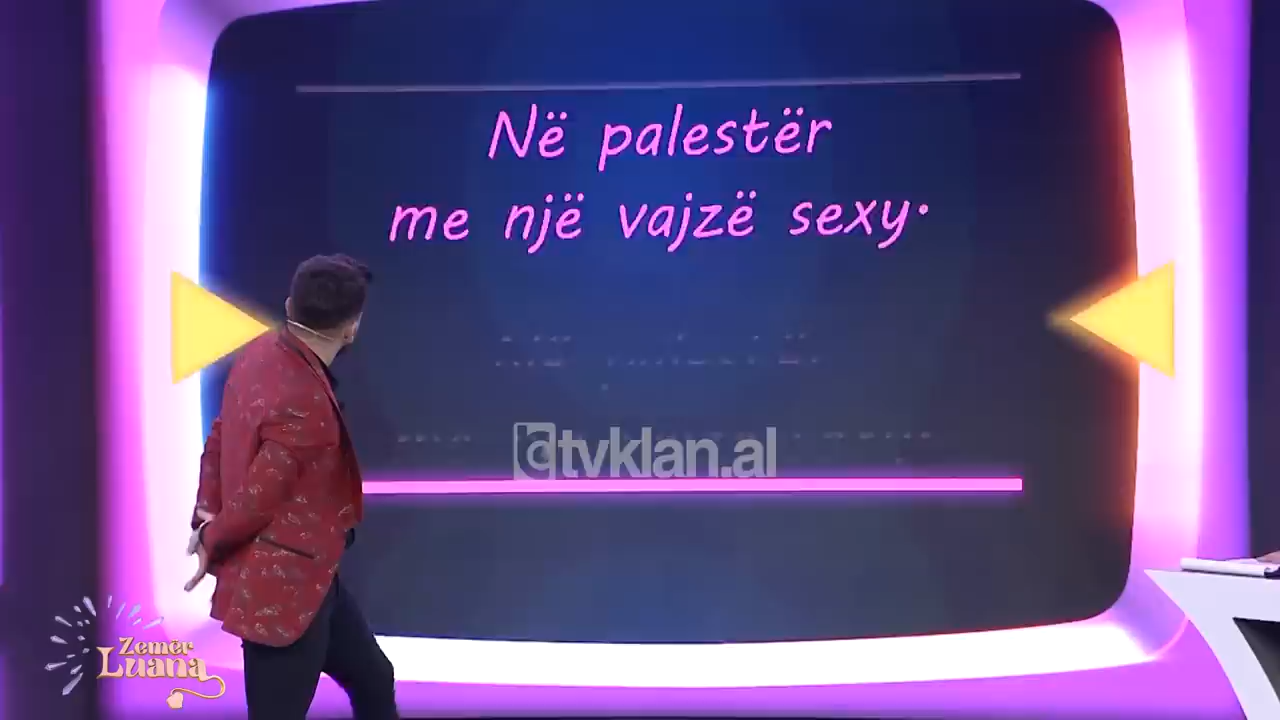 Në palestër
me një vajzë sexy.
tvklan.al
Zemër
Luana